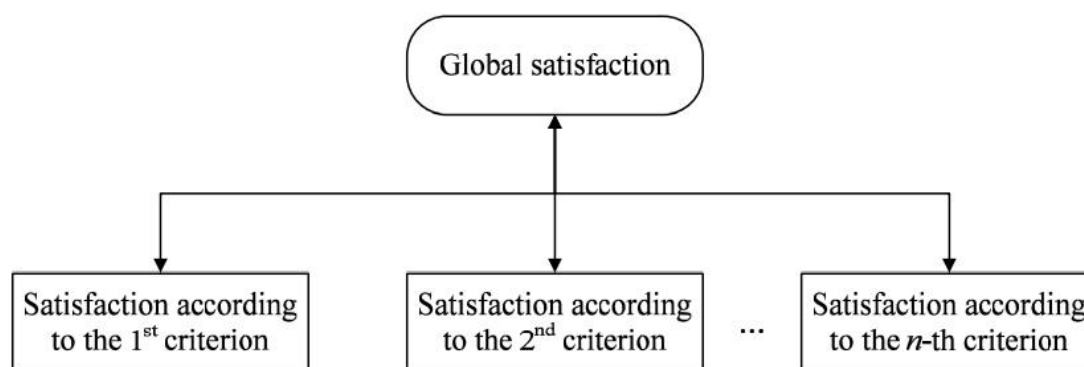 Global satisfaction
Satisfaction according
to the 1st criterion
Satisfaction according
to the 2nd criterion
...
Satisfaction according
to the n-th criterion